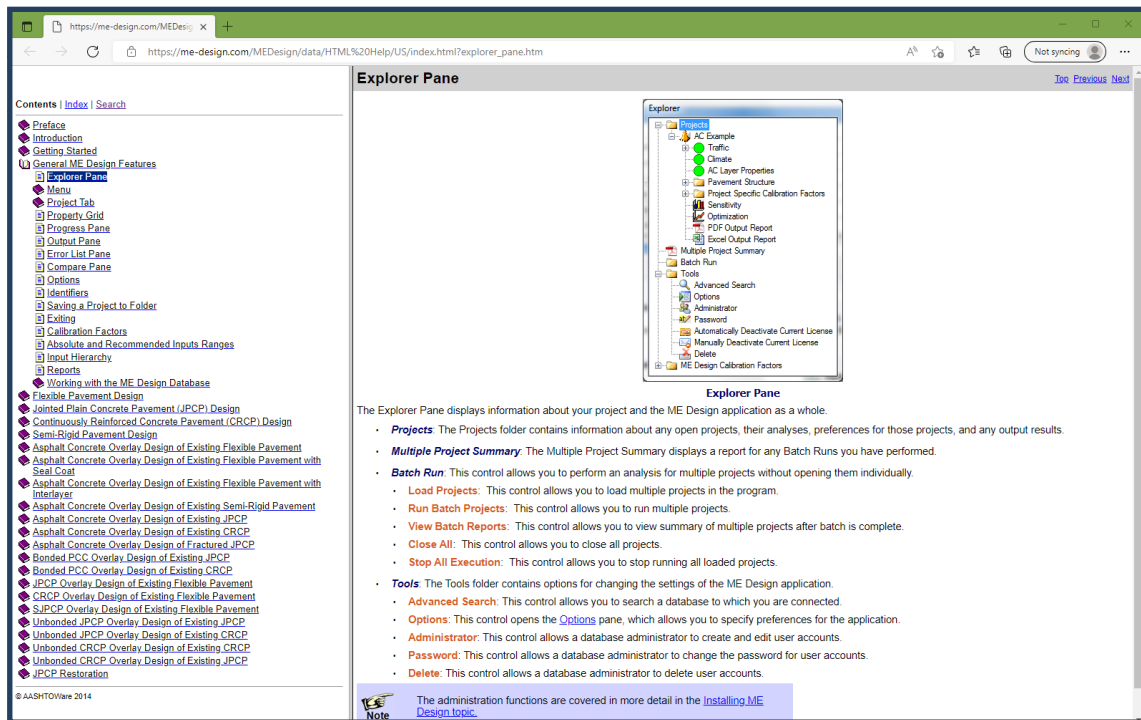 https://me-design.com/MEDesig
https://me-design.com/MEDesign/data/HTML%20Help/US/index.html?explorer_pane.htm
Not syncing
Contents | Index | Search
Preface
Introduction
Getting Started
General ME Design Features
Explorer Pane
Menu
Project Tab
Property Grid
Progress Pane
Output Pane
Error List Pane
Compare Pane
Options
Identifiers
Saving a Project to Folder
Exiting
Calibration Factors
Absolute and Recommended Inputs Ranges
Input Hierarchy
Reports
Working with the ME Design Database
Flexible Pavement Design
Jointed Plain Concrete Pavement (JPCP) Design
Continuously Reinforced Concrete Pavement (CRCP) Design
Semi-Rigid Pavement Design
Asphalt Concrete Overlay Design of Existing Flexible Pavement
Asphalt Concrete Overlay Design of Existing Flexible Pavement with
Seal Coat
Asphalt Concrete Overlay Design of Existing Flexible Pavement with
Interlayer
Asphalt Concrete Overlay Design of Existing Semi-Rigid Pavement
Asphalt Concrete Overlay Design of Existing JPCP
Asphalt Concrete Overlay Design of Existing CRCP
Asphalt Concrete Overlay Design of Fractured JPCP
Bonded PCC Overlay Design of Existing JPCP
Bonded PCC Overlay Design of Existing CRCP
JPCP Overlay Design of Existing Flexible Pavement
CRCP Overlay Design of Existing Flexible Pavement
SJPCP Overlay Design of Existing Flexible Pavement
Unbonded JPCP Overlay Design of Existing JPCP
Unbonded JPCP Overlay Design of Existing CRCP
Unbonded CRCP Overlay Design of Existing CRCP
Unbonded CRCP Overlay Design of Existing JPCP
JPCP Restoration
© AASHTOWare 2014
Explorer Pane
Top Previous Next
Explorer
Projects
AC Example
Traffic
Climate
AC Layer Properties
Pavement Structure
Project Specific Calibration Factors
Sensitivity
Optimization
PDF Output Report
Excel Output Report
Multiple Project Summary
Batch Run
Tools
Advanced Search
Options
Administrator
Password
Automatically Deactivate Current License
Manually Deactivate Current License
Delete
ME Design Calibration Factors
Explorer Pane
The Explorer Pane displays information about your project and the ME Design application as a whole.
• Projects: The Projects folder contains information about any open projects, their analyses, preferences for those projects, and any output results.
• Multiple Project Summary: The Multiple Project Summary displays a report for any Batch Runs you have performed.
• Batch Run: This control allows you to perform an analysis for multiple projects without opening them individually.
• Load Projects: This control allows you to load multiple projects in the program.
• Run Batch Projects: This control allows you to run multiple projects.
• View Batch Reports: This control allows you to view summary of multiple projects after batch is complete.
• Close All: This control allows you to close all projects.
• Stop All Execution: This control allows you to stop running all loaded projects.
• Tools: The Tools folder contains options for changing the settings of the ME Design application.
• Advanced Search: This control allows you to search a database to which you are connected.
• Options: This control opens the Options pane, which allows you to specify preferences for the application.
• Administrator: This control allows a database administrator to create and edit user accounts.
• Password: This control allows a database administrator to change the password for user accounts.
• Delete: This control allows a database administrator to delete user accounts.
Note
The administration functions are covered in more detail in the Installing ME
Design topic.